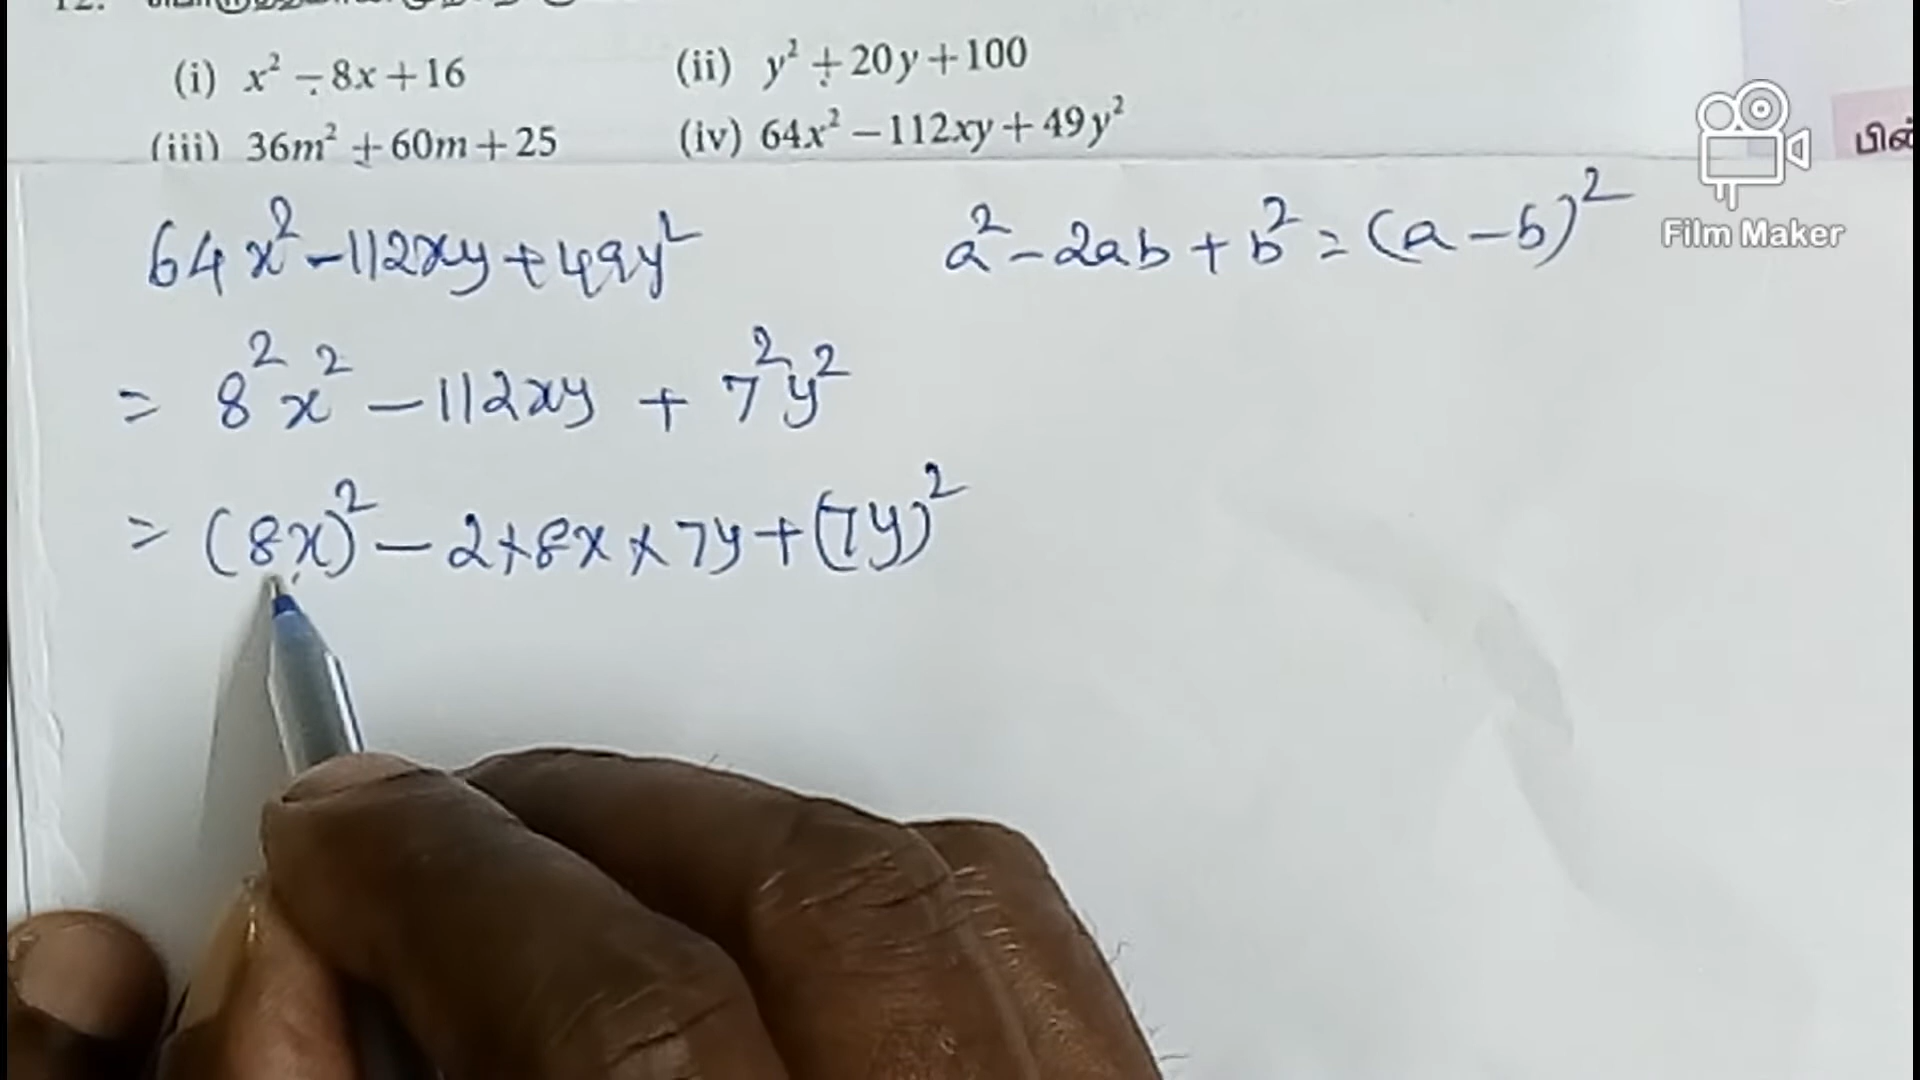 12.
(i) x² − 8x + 16 (ii) y² + 20y + 100
(iii) 36m² + 60m + 25 (iv) 64x² − 112xy + 49y²
பின்
Film Maker
64x² − 112xy + 49y² a² − 2ab + b² = (a − b)²
= 8²x² − 112xy + 7²y²
= (8x)² − 2 × 8x × 7y + (7y)²